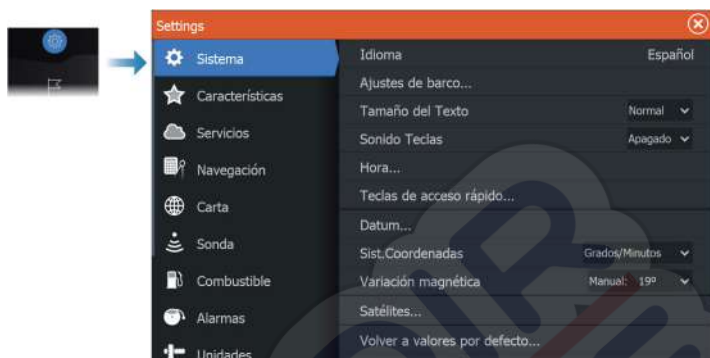 Settings
Sistema
Características
Servicios
Navegación
Carta
Sonda
Combustible
Alarmas
Unidades
Idioma Español
Ajustes de barco...
Tamaño del Texto Normal
Sonido Teclas Apagado
Hora...
Teclas de acceso rápido...
Datum...
Sist.Coordenadas Grados/Minutos
Variación magnética Manual: 19º
Satélites...
Volver a valores por defecto...